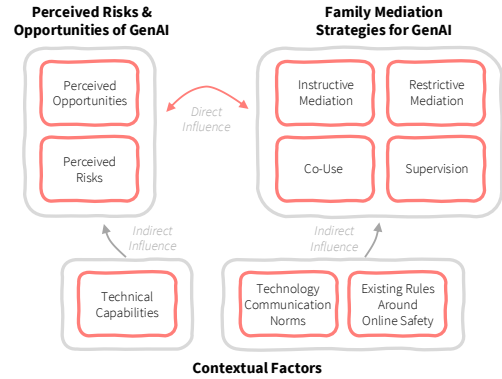 Perceived Risks &
Opportunities of GenAI
Family Mediation
Strategies for GenAI
Perceived
Opportunities
Perceived
Risks
Direct
Influence
Instructive
Mediation
Restrictive
Mediation
Co-Use
Supervision
Indirect
Influence
Indirect
Influence
Technical
Capabilities
Technology
Communication
Norms
Existing Rules
Around
Online Safety
Contextual Factors